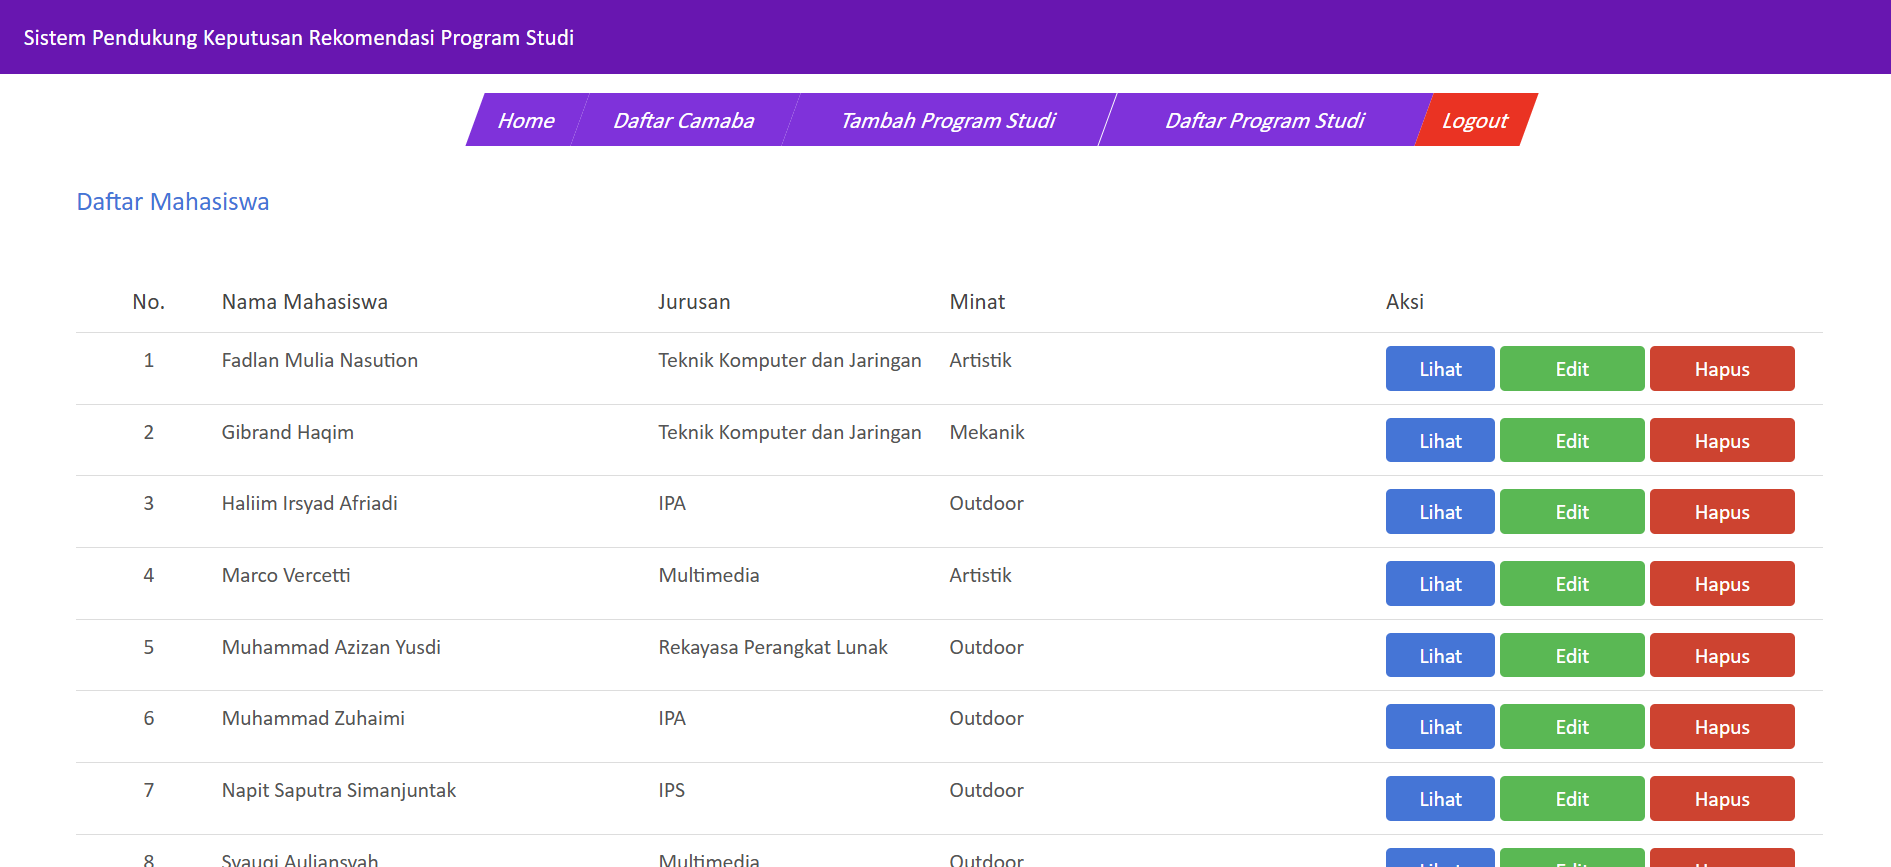 Sistem Pendukung Keputusan Rekomendasi Program Studi
Home Daftar Camaba Tambah Program Studi Daftar Program Studi Logout
Daftar Mahasiswa
No. Nama Mahasiswa Jurusan Minat Aksi
1 Fadlan Mulia Nasution Teknik Komputer dan Jaringan Artistik Lihat Edit Hapus
2 Gibrand Haqim Teknik Komputer dan Jaringan Mekanik Lihat Edit Hapus
3 Haliim Irsyad Afriadi IPA Outdoor Lihat Edit Hapus
4 Marco Vercetti Multimedia Artistik Lihat Edit Hapus
5 Muhammad Azizan Yusdi Rekayasa Perangkat Lunak Outdoor Lihat Edit Hapus
6 Muhammad Zuhaimi IPA Outdoor Lihat Edit Hapus
7 Napit Saputra Simanjuntak IPS Outdoor Lihat Edit Hapus
8 Syauqi Auliansyah Multimedia Outdoor Lihat Edit Hapus